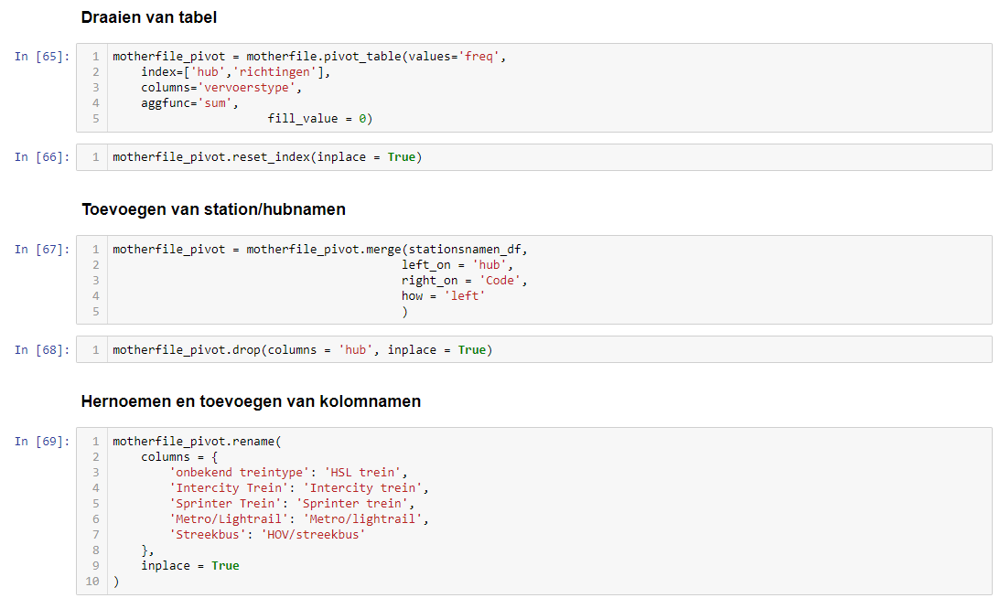 Draaien van tabel
In [65]:
1 motherfile_pivot = motherfile.pivot_table(values='freq',
2     index=['hub','richtingen'],
3     columns='vervoerstype',
4     aggfunc='sum',
5                       fill_value = 0)
In [66]:
1 motherfile_pivot.reset_index(inplace = True)
Toevoegen van station/hubnamen
In [67]:
1 motherfile_pivot = motherfile_pivot.merge(stationsnamen_df,
2                                          left_on = 'hub',
3                                          right_on = 'Code',
4                                          how = 'left'
5                                          )
In [68]:
1 motherfile_pivot.drop(columns = 'hub', inplace = True)
Hernoemen en toevoegen van kolomnamen
In [69]:
1 motherfile_pivot.rename(
2     columns = {
3         'onbekend treintype': 'HSL trein',
4         'Intercity Trein': 'Intercity trein',
5         'Sprinter Trein': 'Sprinter trein',
6         'Metro/Lightrail': 'Metro/lightrail',
7         'Streekbus': 'HOV/streekbus'
8     },
9     inplace = True
10 )